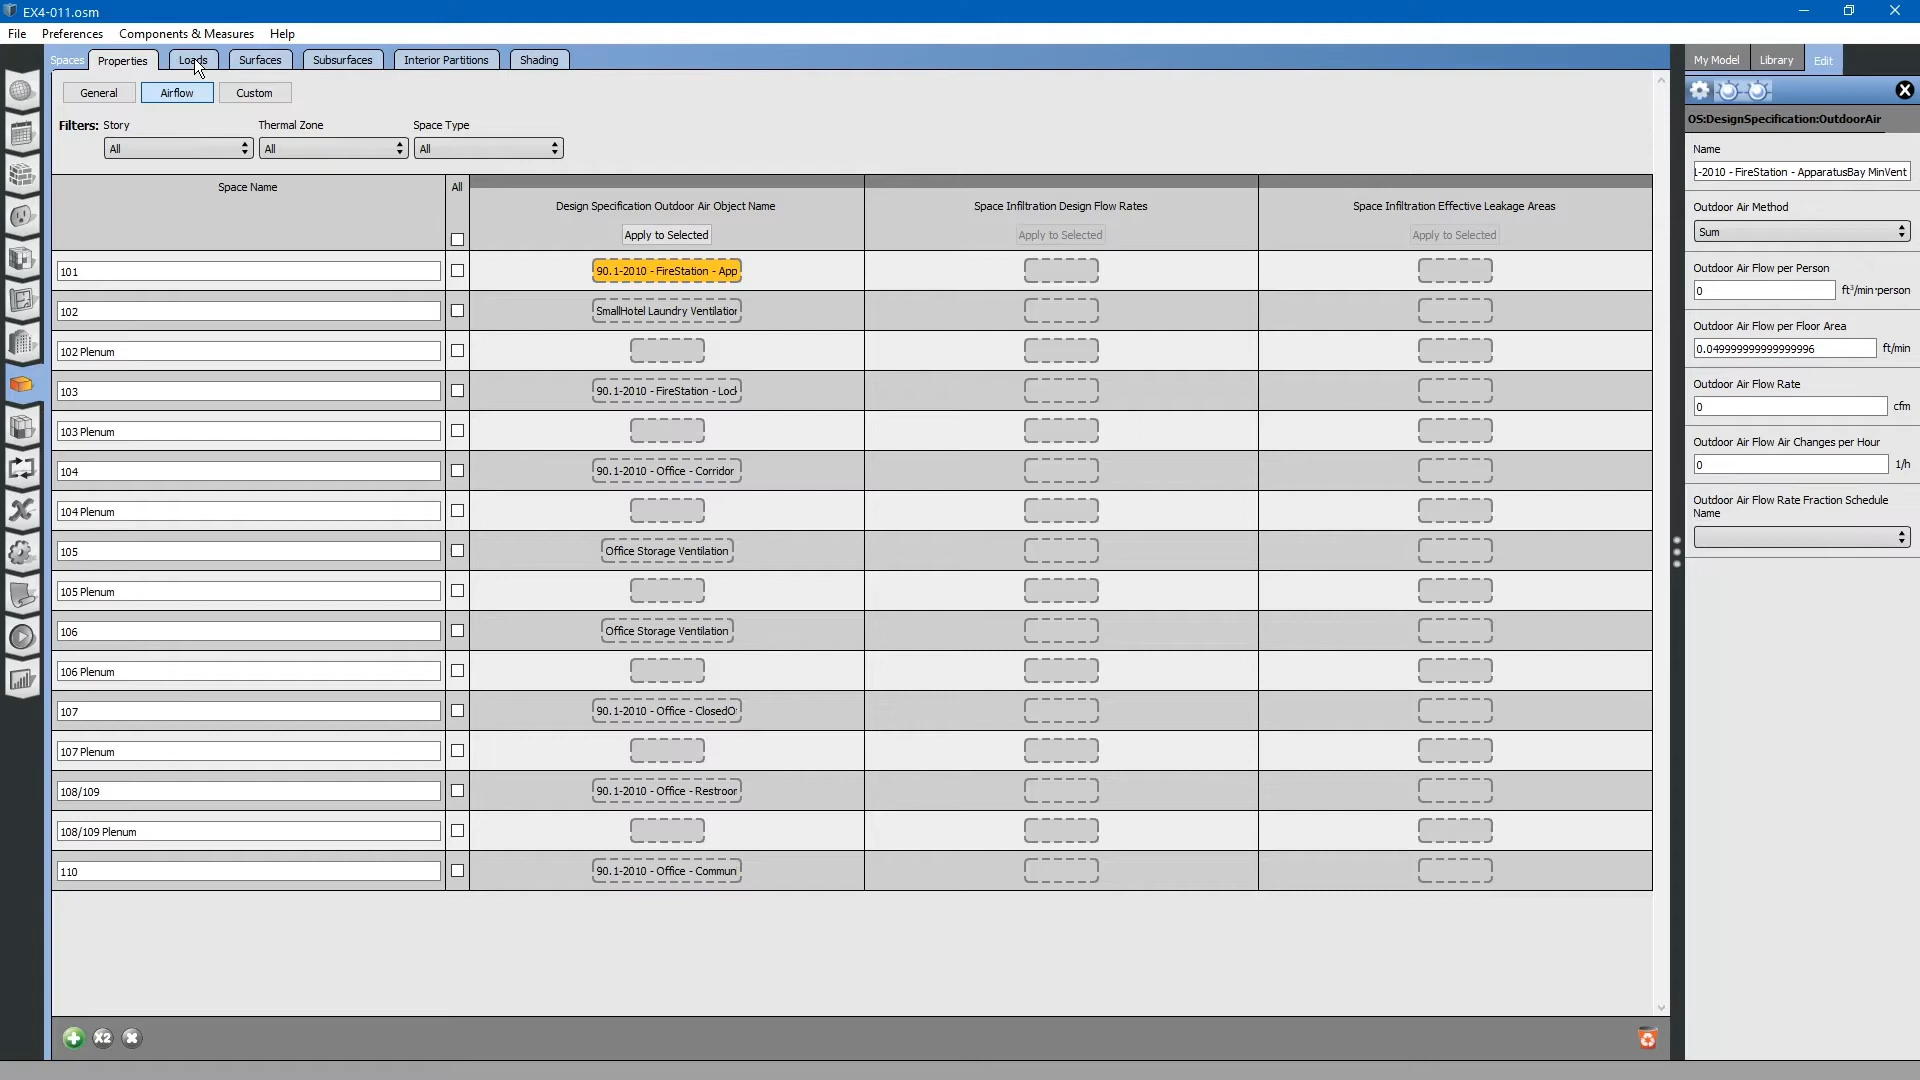 EX4-011.osm
File Preferences Components & Measures Help
Spaces Properties Loads Surfaces Subsurfaces Interior Partitions Shading
My Model Library Edit
General Airflow Custom
OS:DesignSpecification:OutdoorAir
Filters: Story Thermal Zone Space Type
All All All
Name
1-2010 - FireStation - ApparatusBay MinVent
Outdoor Air Method
Sum
Outdoor Air Flow per Person
0 ft³/min·person
Outdoor Air Flow per Floor Area
0.049999999999999996 ft/min
Outdoor Air Flow Rate
0 cfm
Outdoor Air Flow Air Changes per Hour
0 1/h
Outdoor Air Flow Rate Fraction Schedule
Name
Space Name All
Design Specification Outdoor Air Object Name Space Infiltration Design Flow Rates Space Infiltration Effective Leakage Areas
Apply to Selected Apply to Selected Apply to Selected
101 90.1-2010 - FireStation - App
102 SmallHotel Laundry Ventilation
102 Plenum
103 90.1-2010 - FireStation - Lock
103 Plenum
104 90.1-2010 - Office - Corridor
104 Plenum
105 Office Storage Ventilation
105 Plenum
106 Office Storage Ventilation
106 Plenum
107 90.1-2010 - Office - ClosedO
107 Plenum
108/109 90.1-2010 - Office - Restroom
108/109 Plenum
110 90.1-2010 - Office - Commun
X2